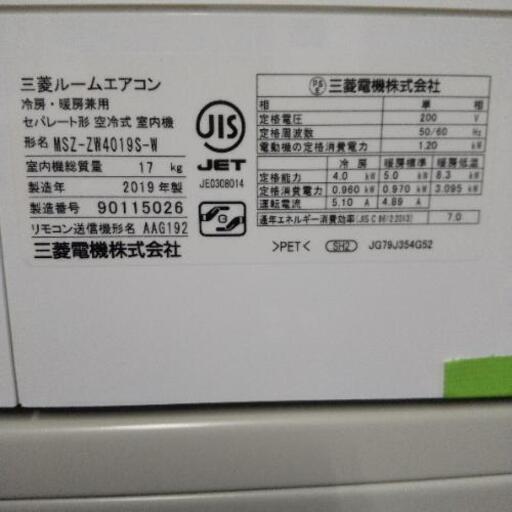 三菱ルームエアコン
冷房・暖房兼用
セパレート形 空冷式 室内機
形名 MSZ-ZW4019S-W
室内機総質量 17 kg
製造年 2019 年製
製造番号 90115026
リモコン送信機形名 AAG192
三菱電機株式会社
JIS
JET
JE0308014
PSE 三菱電機株式会社
相 単 相
定格電圧 200 V
定格周波数 50/60 Hz
電動機の定格消費電力 1.20 kW
冷 房 暖房標準 暖房低温
定格能力 4.0 kW 5.0 kW 8.3 kW
定格消費電力 0.960 kW 0.970 kW 3.095 kW
運転電流 5.10 A 4.89 A
通年エネルギー消費効率(JIS C 9612:2013) 7.0
>PET< SH2 JG79J354G52